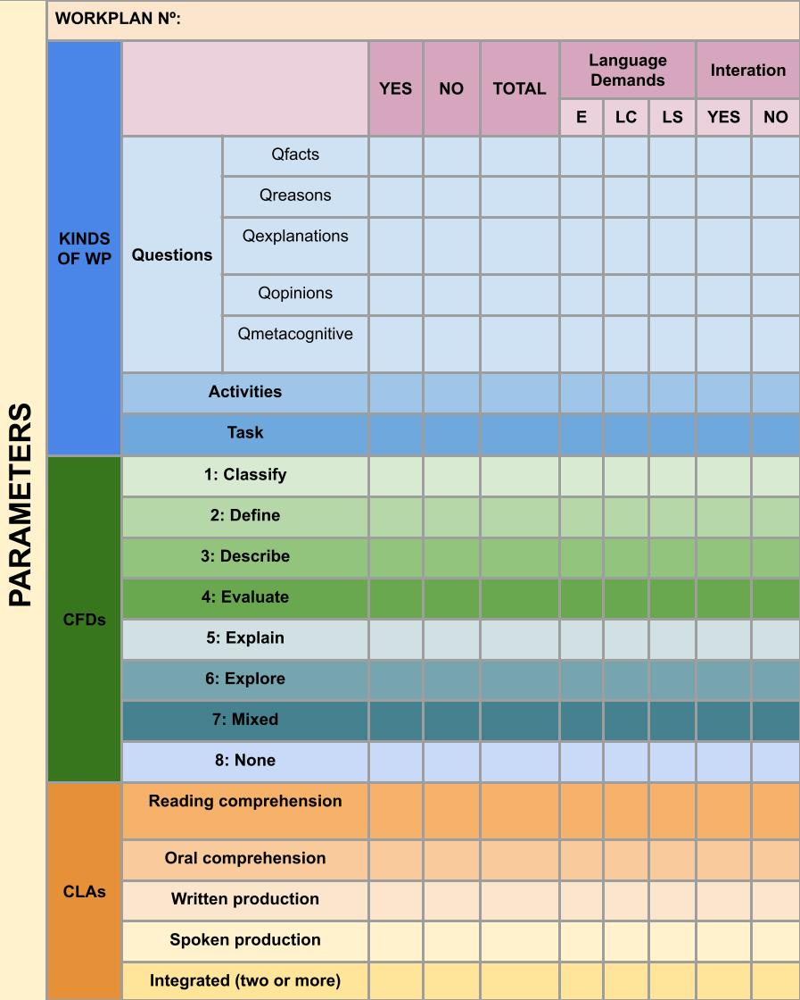 WORKPLAN Nº:
PARAMETERS
KINDS
OF WP
YES
NO
TOTAL
Language
Demands
Interation
E
LC
LS
YES
NO
Questions
Qfacts
Qreasons
Qexplanations
Qopinions
Qmetacognitive
Activities
Task
CFDs
1: Classify
2: Define
3: Describe
4: Evaluate
5: Explain
6: Explore
7: Mixed
8: None
CLAs
Reading comprehension
Oral comprehension
Written production
Spoken production
Integrated (two or more)